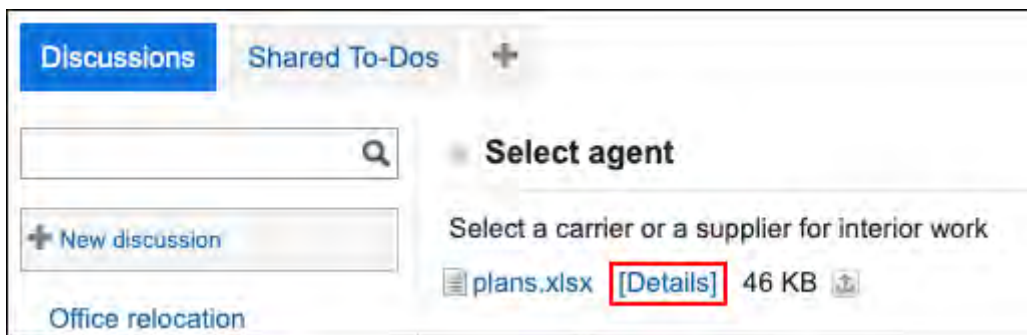 Discussions Shared To-Dos
Select agent
New discussion
Select a carrier or a supplier for interior work
plans.xlsx [Details] 46 KB
Office relocation